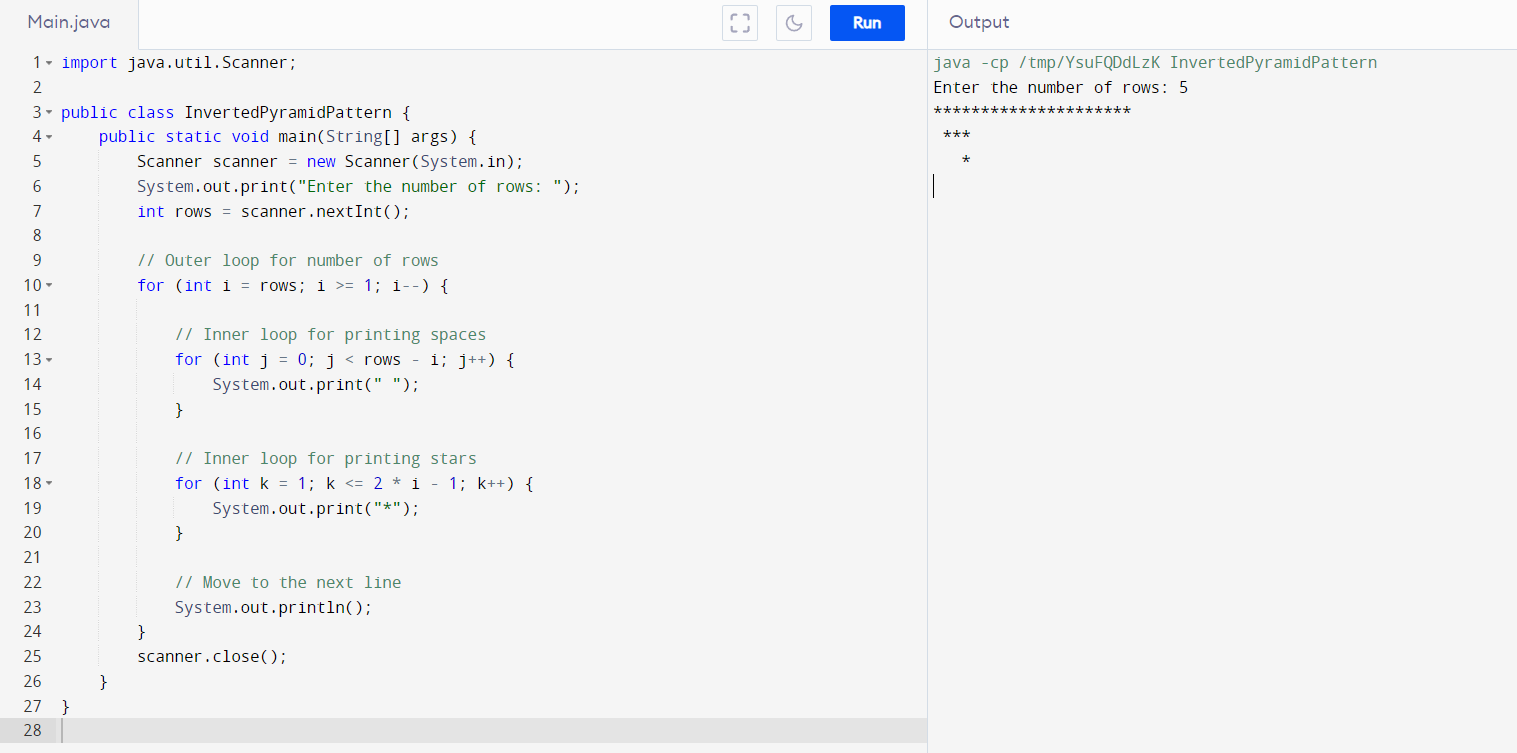 Main.java
Run
Output
1 import java.util.Scanner;
2
3 public class InvertedPyramidPattern {
4     public static void main(String[] args) {
5         Scanner scanner = new Scanner(System.in);
6         System.out.print("Enter the number of rows: ");
7         int rows = scanner.nextInt();
8
9         // Outer loop for number of rows
10         for (int i = rows; i >= 1; i--) {
11
12             // Inner loop for printing spaces
13             for (int j = 0; j < rows - i; j++) {
14                 System.out.print(" ");
15             }
16
17             // Inner loop for printing stars
18             for (int k = 1; k <= 2 * i - 1; k++) {
19                 System.out.print("*");
20             }
21
22             // Move to the next line
23             System.out.println();
24         }
25         scanner.close();
26     }
27 }
28
java -cp /tmp/YsuFQDdLzK InvertedPyramidPattern
Enter the number of rows: 5
*********************
 ***
   *